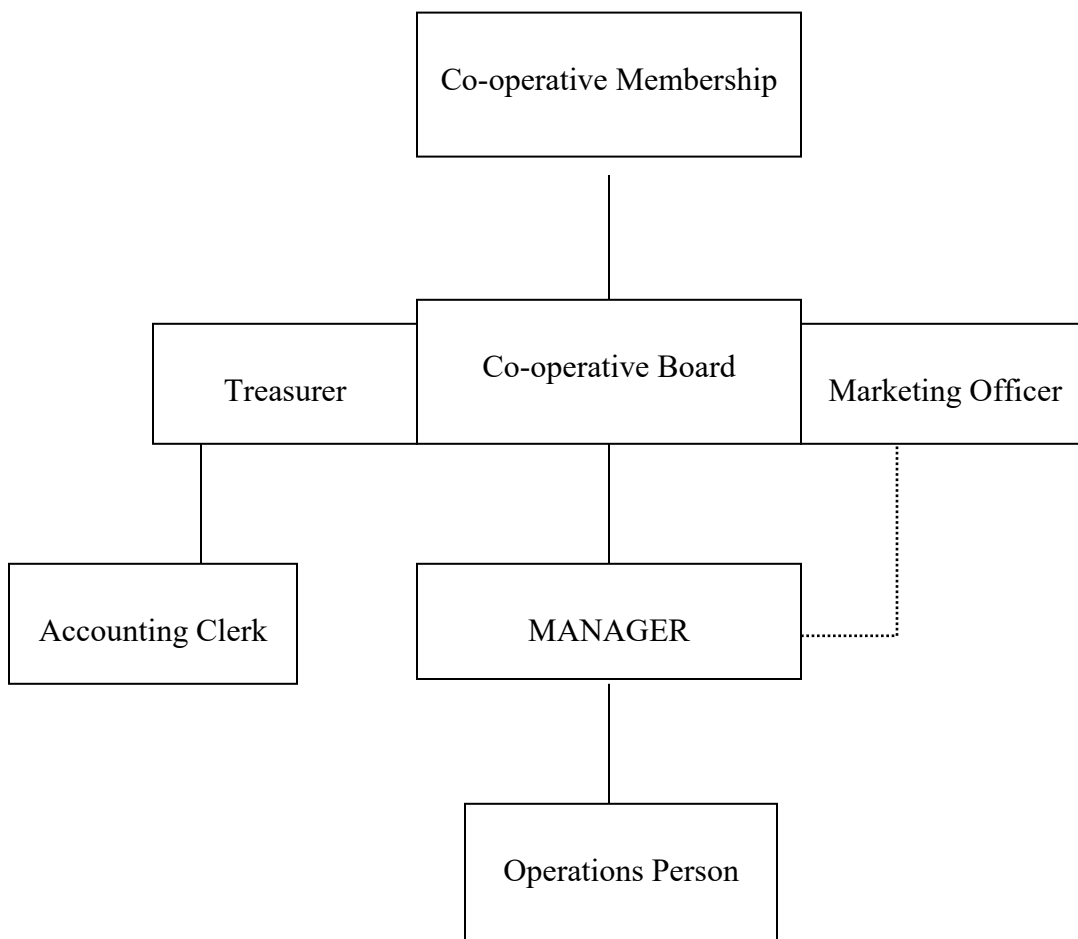 Co-operative Membership
Treasurer
Co-operative Board
Marketing Officer
Accounting Clerk
MANAGER
Operations Person